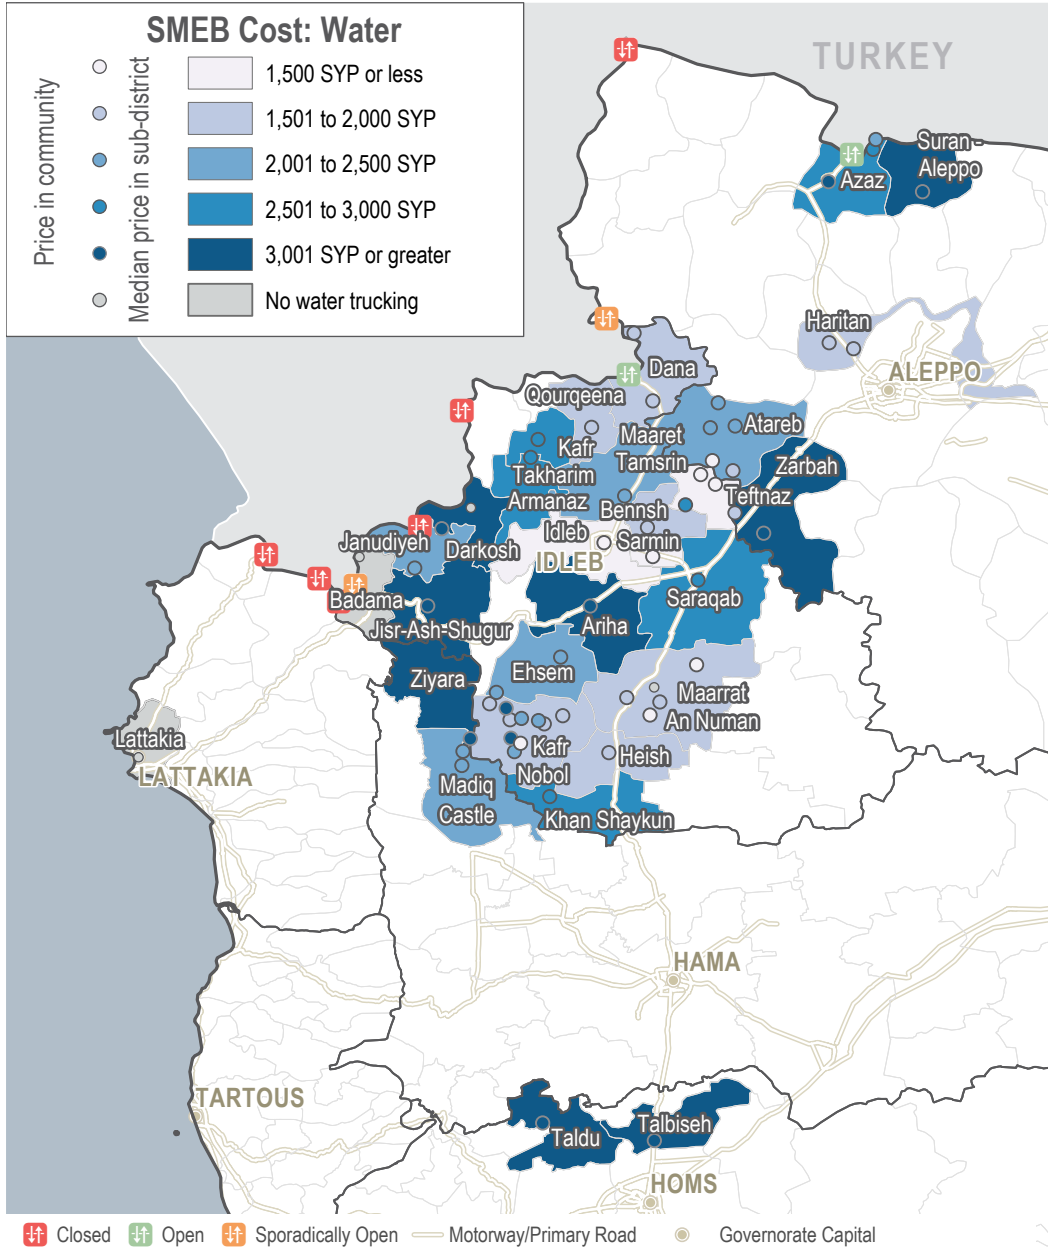 SMEB Cost: Water
Price in community
Median price in sub-district
1,500 SYP or less
1,501 to 2,000 SYP
2,001 to 2,500 SYP
2,501 to 3,000 SYP
3,001 SYP or greater
No water trucking
TURKEY
Suran -
Aleppo
Azaz
Haritan
ALEPPO
Dana
Qourqeena
Atareb
Maaret
Tamsrin
Kafr
Takharim
Zarbah
Armanaz
Teftnaz
Bennsh
Idleb
Sarmin
IDLEB
Janudiyeh
Darkosh
Badama
Jisr-Ash-Shugur
Saraqab
Ariha
Ehsem
Ziyara
Maarrat
An Numan
Lattakia
LATTAKIA
Kafr
Nobol
Heish
Madiq
Castle
Khan Shaykun
HAMA
TARTOUS
Taldu
Talbiseh
HOMS
Closed
Open
Sporadically Open
Motorway/Primary Road
Governorate Capital